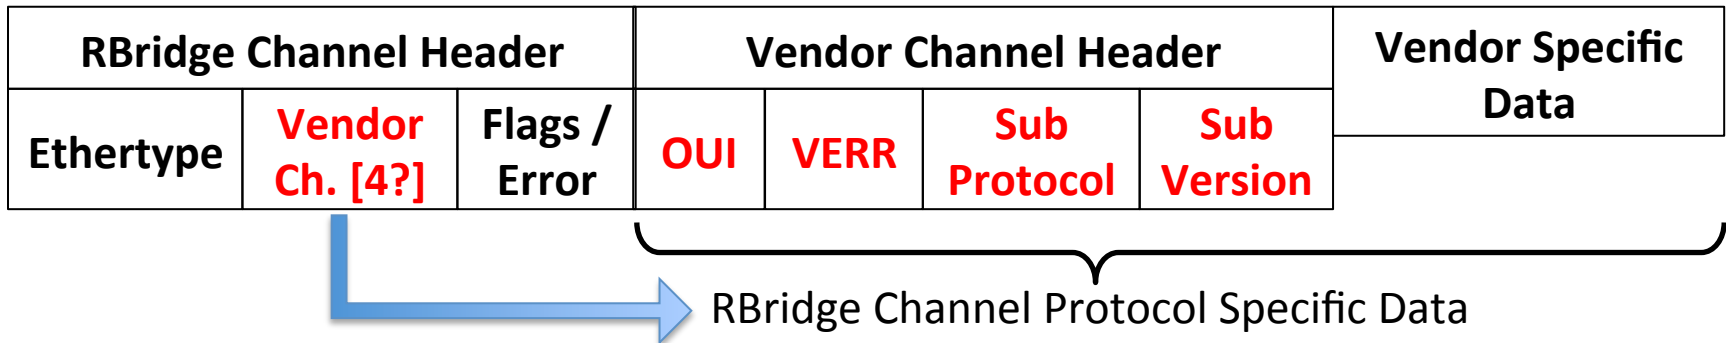 RBridge Channel Header
Vendor Channel Header
Vendor Specific
Data
Ethertype
Vendor
Ch. [4?]
Flags /
Error
OUI
VERR
Sub
Protocol
Sub
Version
RBridge Channel Protocol Specific Data